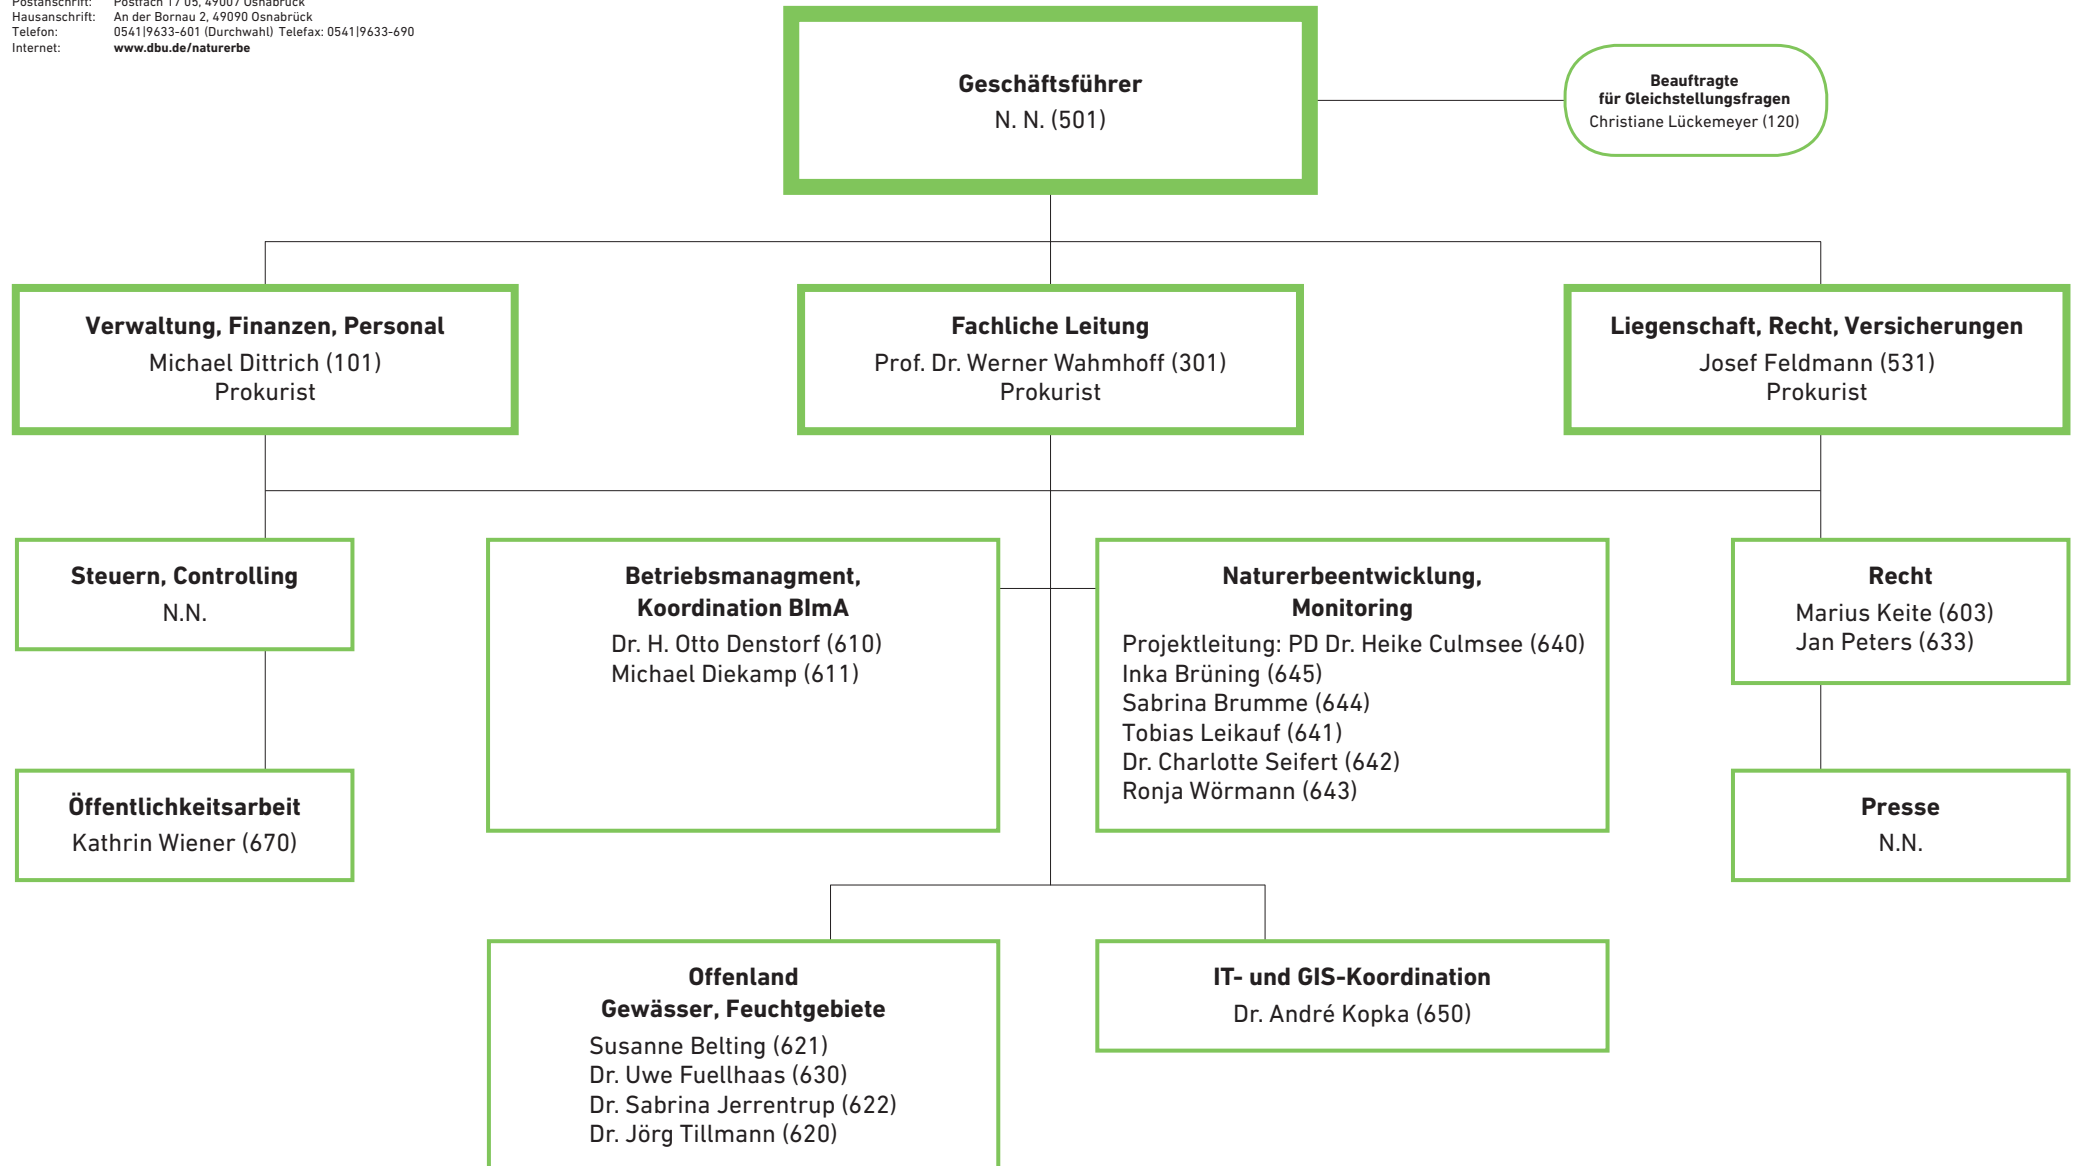 Postanschrift: Postfach 17 05, 49007 Osnabrück
Hausanschrift: An der Bornau 2, 49090 Osnabrück
Telefon: 0541|9633-601 (Durchwahl) Telefax: 0541|9633-690
Internet: www.dbu.de/naturerbe
Geschäftsführer
N. N. (501)
Beauftragte
für Gleichstellungsfragen
Christiane Lückemeyer (120)
Verwaltung, Finanzen, Personal
Michael Dittrich (101)
Prokurist
Fachliche Leitung
Prof. Dr. Werner Wahmhoff (301)
Prokurist
Liegenschaft, Recht, Versicherungen
Josef Feldmann (531)
Prokurist
Steuern, Controlling
N.N.
Betriebsmanagment,
Koordination BImA
Dr. H. Otto Denstorf (610)
Michael Diekamp (611)
Naturerbeentwicklung,
Monitoring
Projektleitung: PD Dr. Heike Culmsee (640)
Inka Brüning (645)
Sabrina Brumme (644)
Tobias Leikauf (641)
Dr. Charlotte Seifert (642)
Ronja Wörmann (643)
Recht
Marius Keite (603)
Jan Peters (633)
Öffentlichkeitsarbeit
Kathrin Wiener (670)
Presse
N.N.
Offenland
Gewässer, Feuchtgebiete
Susanne Belting (621)
Dr. Uwe Fuellhaas (630)
Dr. Sabrina Jerrentrup (622)
Dr. Jörg Tillmann (620)
IT- und GIS-Koordination
Dr. André Kopka (650)